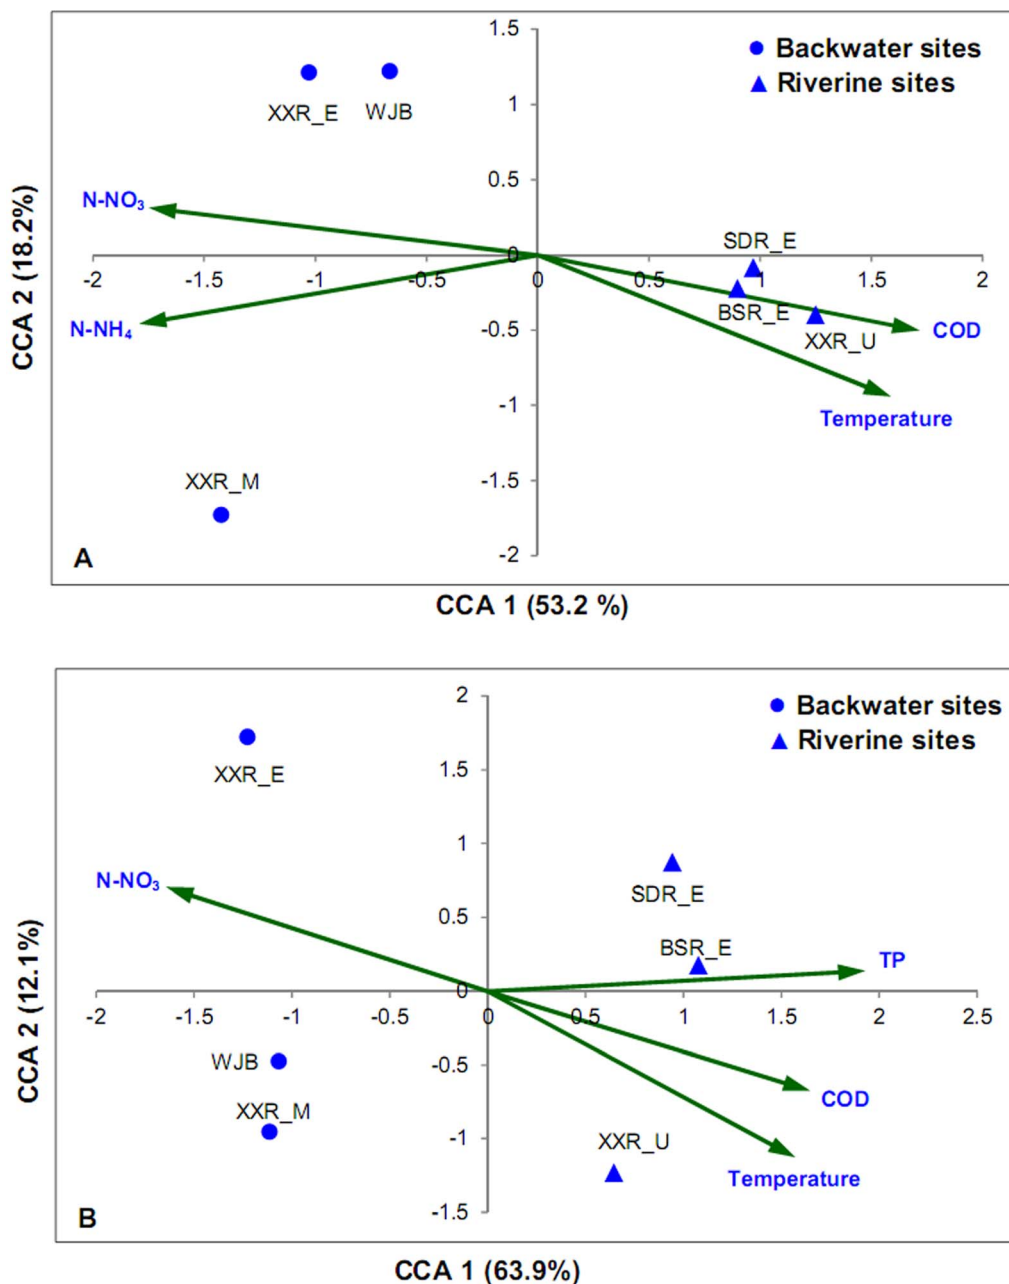 1.5
Backwater sites
Riverine sites
XXR_E
WJB
1
0.5
N-NO₃
SDR_E
0
-2
-1.5
-1
-0.5
0
0.5
1
1.5
2
BSR_E
XXR_U
COD
N-NH₄
-0.5
-1
Temperature
XXR_M
-1.5
-2
A
CCA 2 (18.2%)
CCA 1 (53.2 %)
2
Backwater sites
Riverine sites
XXR_E
1.5
1
SDR_E
N-NO₃
0.5
BSR_E
TP
0
-2
-1.5
-1
-0.5
0
0.5
1
1.5
2
2.5
WJB
-0.5
COD
XXR_M
-1
XXR_U
Temperature
-1.5
B
CCA 2 (12.1%)
CCA 1 (63.9%)